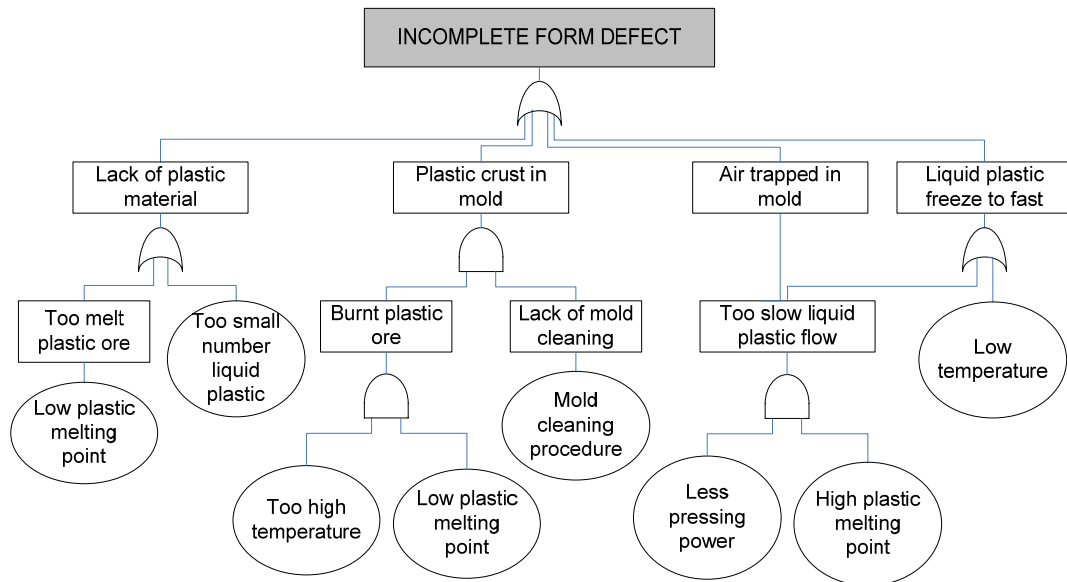 INCOMPLETE FORM DEFECT
Lack of plastic
material
Plastic crust in
mold
Air trapped in
mold
Liquid plastic
freeze to fast
Too melt
plastic ore
Too small
number
liquid
plastic
Burnt plastic
ore
Lack of mold
cleaning
Too slow liquid
plastic flow
Low
temperature
Low plastic
melting
point
Mold
cleaning
procedure
Too high
temperature
Low plastic
melting
point
Less
pressing
power
High plastic
melting
point